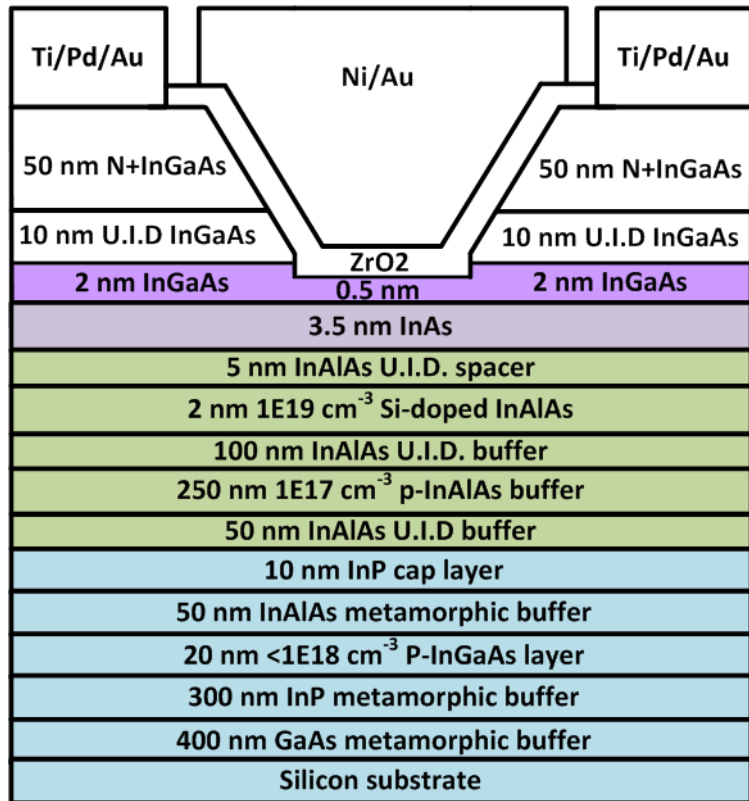 Ti/Pd/Au
Ni/Au
Ti/Pd/Au
50 nm N+InGaAs
50 nm N+InGaAs
10 nm U.I.D InGaAs
10 nm U.I.D InGaAs
ZrO2
2 nm InGaAs
0.5 nm
2 nm InGaAs
3.5 nm InAs
5 nm InAlAs U.I.D. spacer
2 nm 1E19 cm⁻³ Si-doped InAlAs
100 nm InAlAs U.I.D. buffer
250 nm 1E17 cm⁻³ p-InAlAs buffer
50 nm InAlAs U.I.D buffer
10 nm InP cap layer
50 nm InAlAs metamorphic buffer
20 nm <1E18 cm⁻³ P-InGaAs layer
300 nm InP metamorphic buffer
400 nm GaAs metamorphic buffer
Silicon substrate